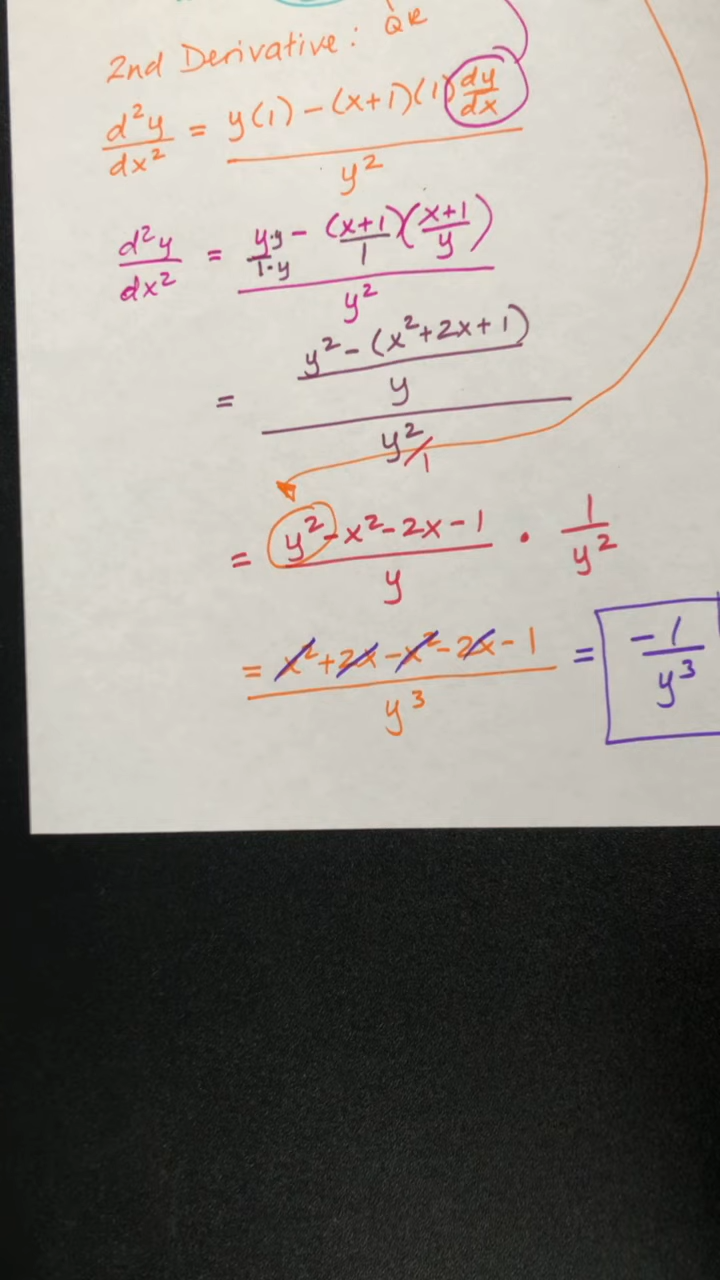 2nd Derivative: QR
d²y/dx² = (y(1) - (x+1)(1) dy/dx) / y²
d²y/dx² = (y·y/1·y - ((x+1)/1)((x+1)/y)) / y²
= ((y² - (x²+2x+1))/y) / (y²/1)
= (y² - x² - 2x - 1)/y · 1/y²
= (x² + 2x - x² - 2x - 1)/y³ = -1/y³